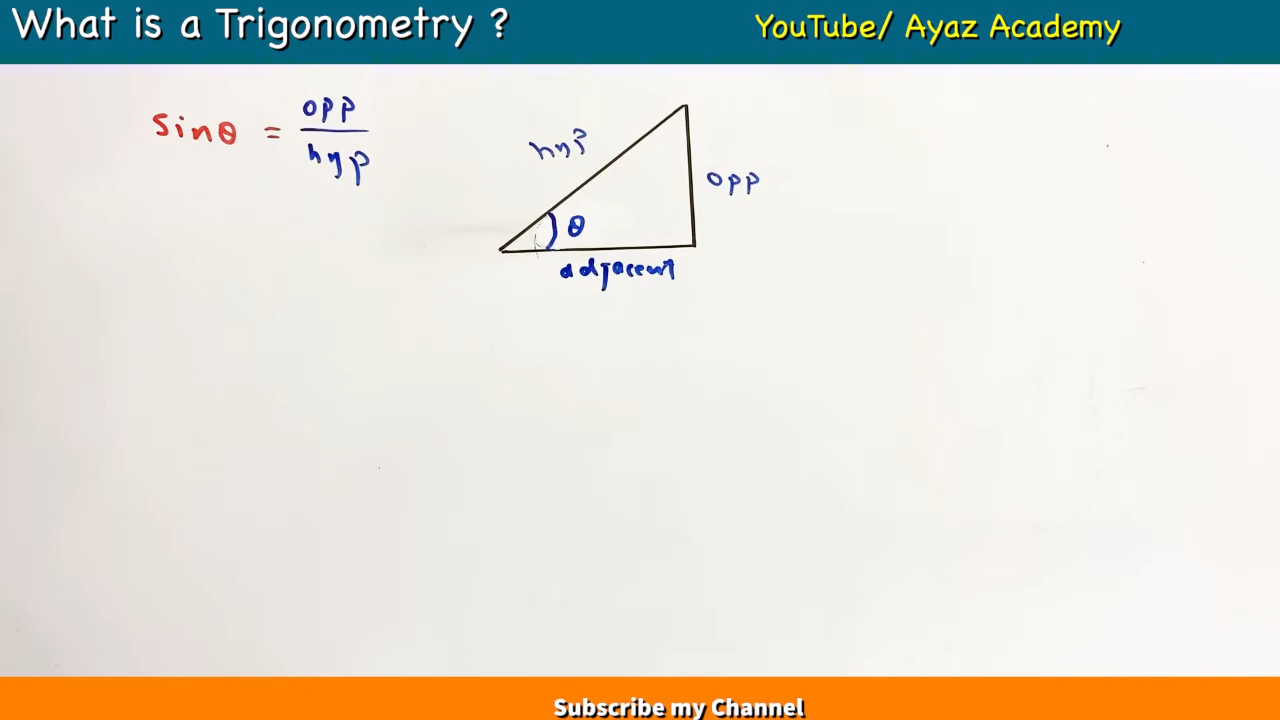 What is a Trigonometry ?
YouTube/ Ayaz Academy
sinθ = opp/hyp
hyp
opp
θ
adjacent
Subscribe my Channel